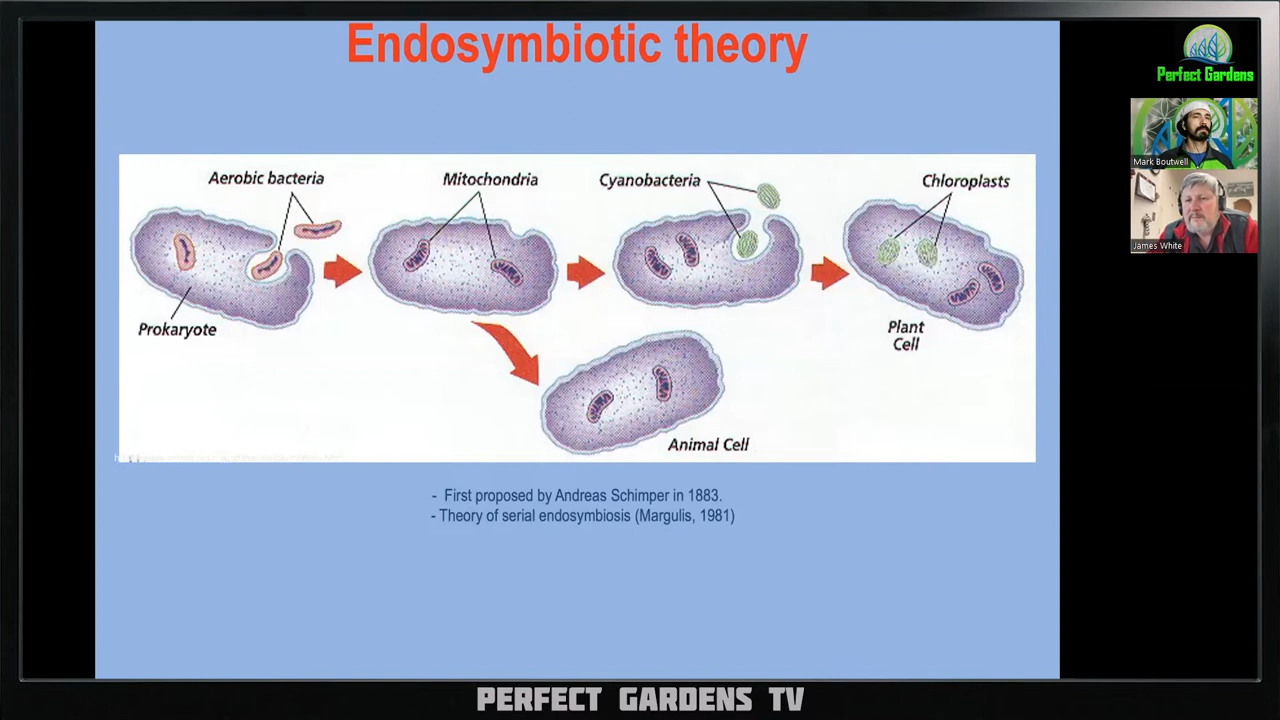 Endosymbiotic theory
Perfect Gardens
Mark Boutwell
James White
Aerobic bacteria
Mitochondria
Cyanobacteria
Chloroplasts
Prokaryote
Plant
Cell
Animal Cell
- First proposed by Andreas Schimper in 1883.
- Theory of serial endosymbiosis (Margulis, 1981)
PERFECT GARDENS TV